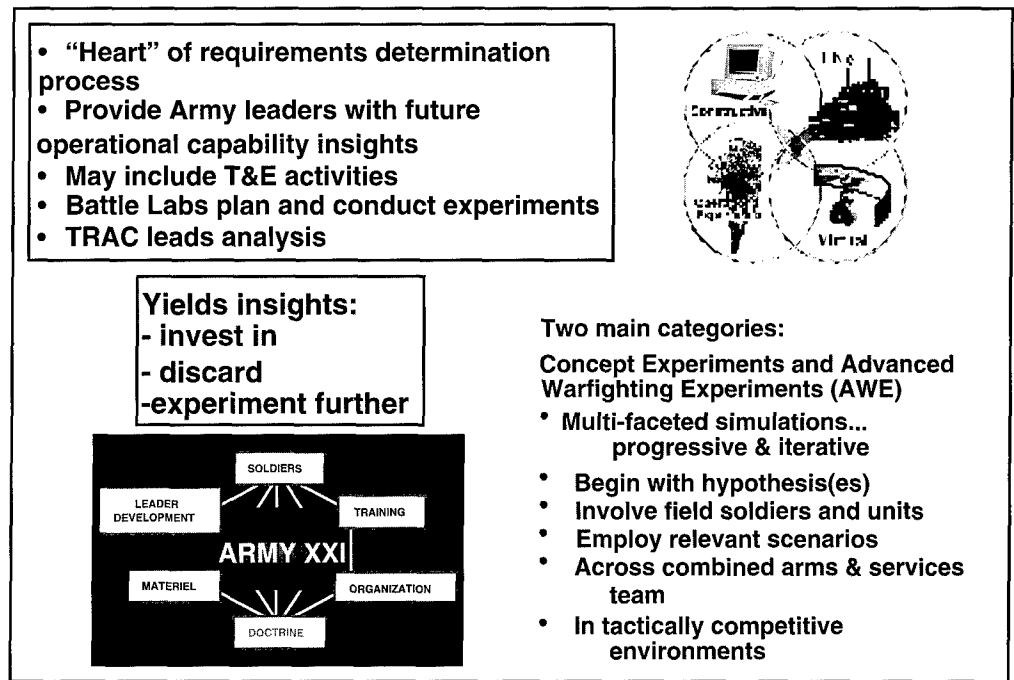 • “Heart” of requirements determination
process
• Provide Army leaders with future
operational capability insights
• May include T&E activities
• Battle Labs plan and conduct experiments
• TRAC leads analysis
Constructive
Virtual
Yields insights:
- invest in
- discard
-experiment further
SOLDIERS
LEADER
DEVELOPMENT
TRAINING
ARMY XXI
MATERIEL
ORGANIZATION
DOCTRINE
Two main categories:
Concept Experiments and Advanced
Warfighting Experiments (AWE)
• Multi-faceted simulations...
progressive & iterative
• Begin with hypothesis(es)
• Involve field soldiers and units
• Employ relevant scenarios
• Across combined arms & services
team
• In tactically competitive
environments